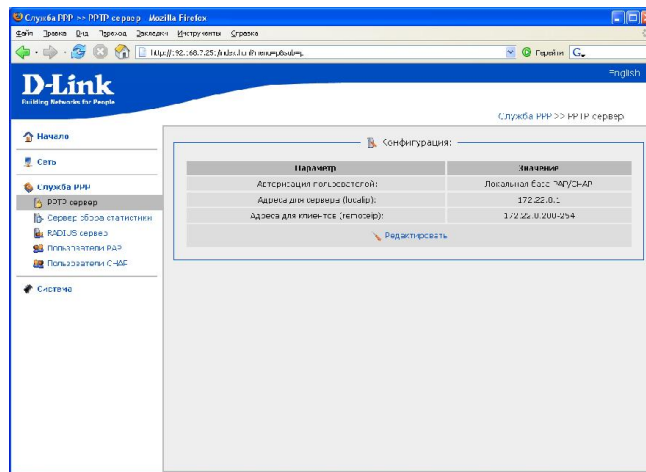 Служба PPP >> PPTP сервер - Mozilla Firefox
Файл Правка Вид Переход Закладки Инструменты Справка
Перейти
English
D-Link
Building Networks for People
Служба PPP >> PPTP сервер
Начало
Сеть
Служба PPP
PPTP сервер
Сервер сбора статистики
RADIUS сервер
Пользователи PAP
Пользователи CHAP
Система
Конфигурация:
Параметр Значение
Авторизация пользователей: Локальная база PAP/CHAP
Адреса для сервера (localip): 172.22.0.1
Адреса для клиентов (remoteip): 172.22.0.200-254
Редактировать